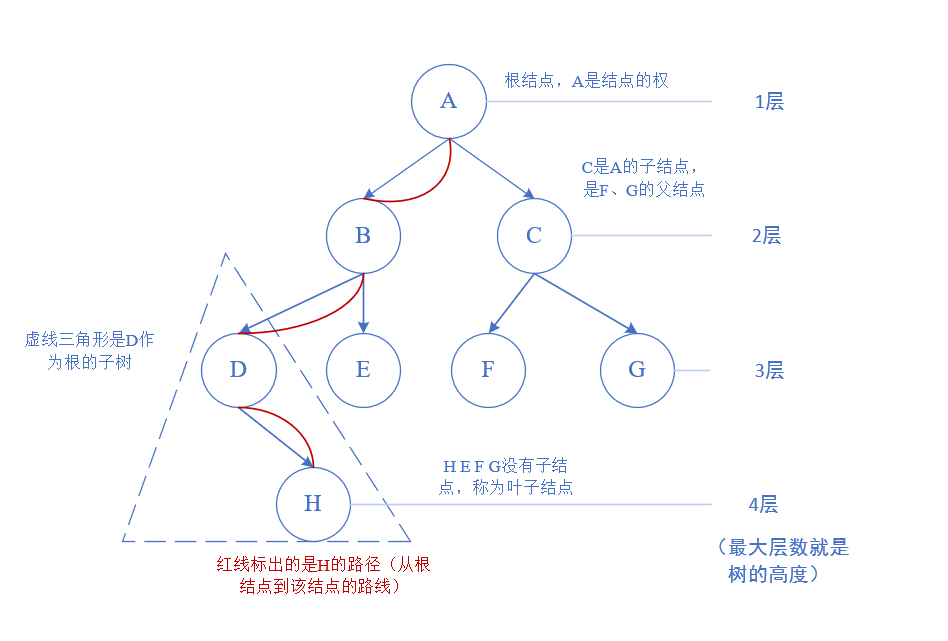 根结点，A是结点的权
A
1层
C是A的子结点，
是F、G的父结点
B
C
2层
虚线三角形是D作
为根的子树
D
E
F
G
3层
H E F G没有子结
点，称为叶子结点
H
4层
（最大层数就是
树的高度）
红线标出的是H的路径（从根
结点到该结点的路线）